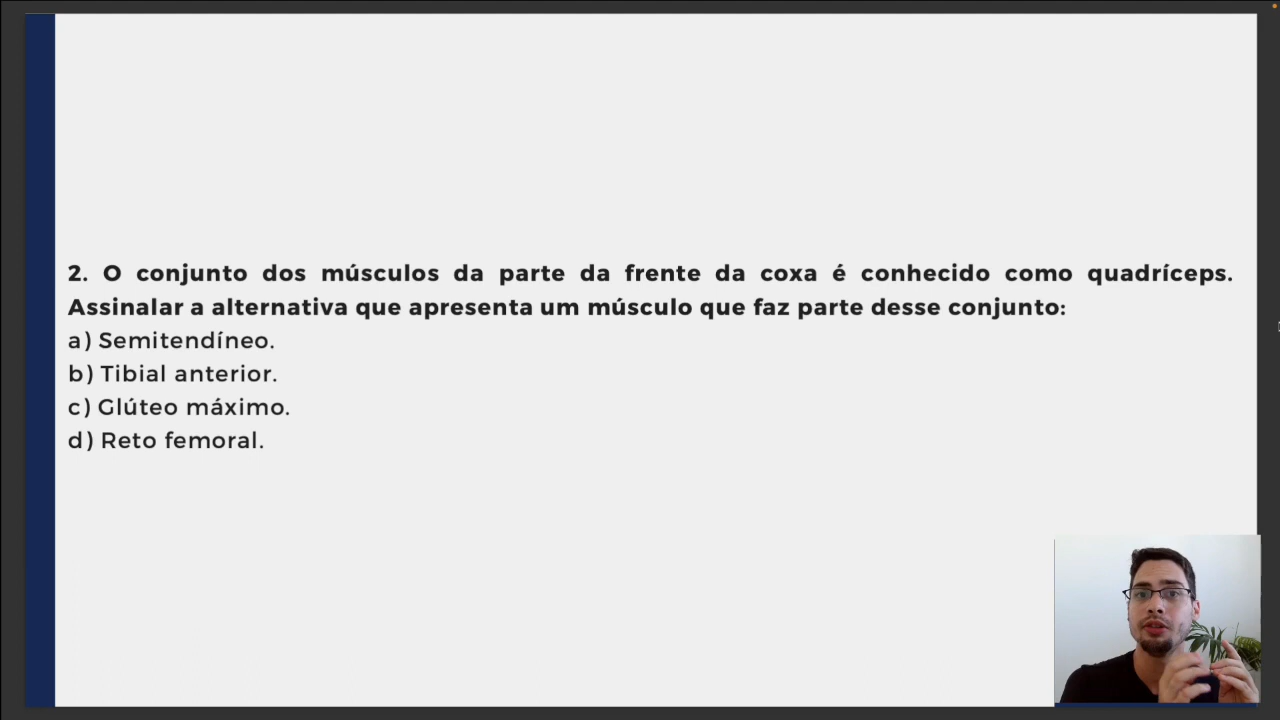 2. O conjunto dos músculos da parte da frente da coxa é conhecido como quadríceps.
Assinalar a alternativa que apresenta um músculo que faz parte desse conjunto:
a) Semitendíneo.
b) Tibial anterior.
c) Glúteo máximo.
d) Reto femoral.